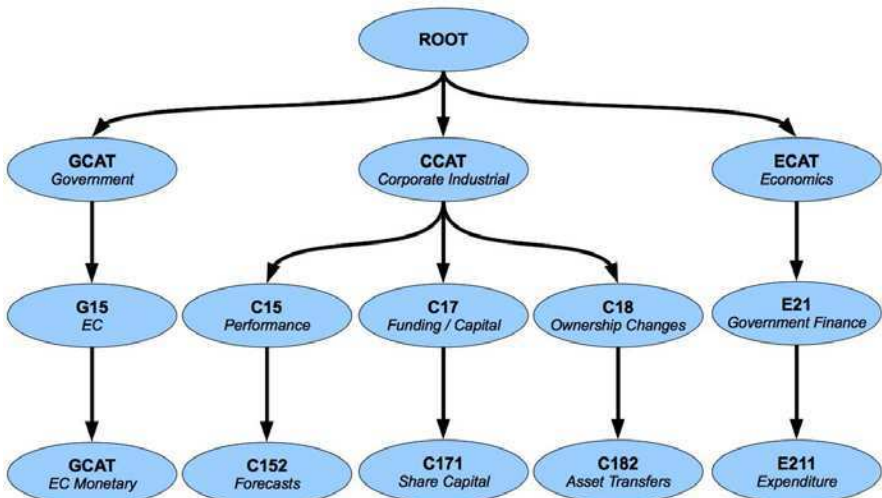 ROOT
GCAT
Government
CCAT
Corporate Industrial
ECAT
Economics
G15
EC
C15
Performance
C17
Funding / Capital
C18
Ownership Changes
E21
Government Finance
GCAT
EC Monetary
C152
Forecasts
C171
Share Capital
C182
Asset Transfers
E211
Expenditure